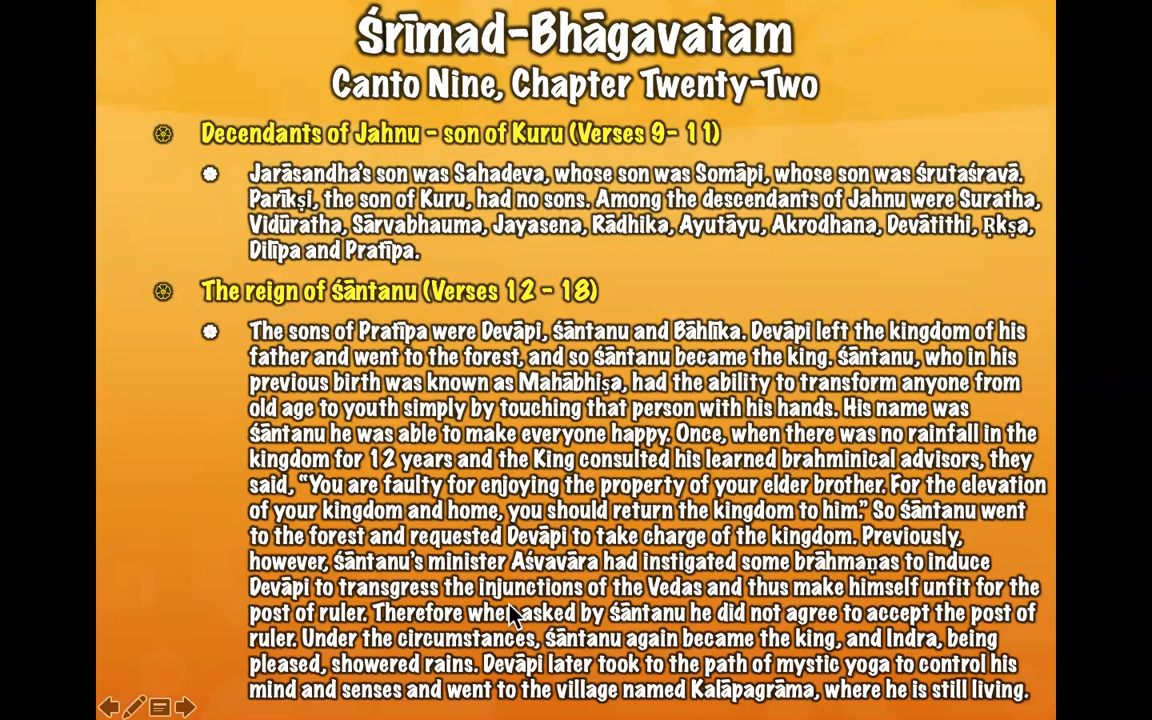 Śrīmad-Bhāgavatam
Canto Nine, Chapter Twenty-Two
Decendants of Jahnu - son of Kuru (Verses 9- 11)
Jarāsandha's son was Sahadeva, whose son was Somāpi, whose son was śrutaśravā.
Parīkṣi, the son of Kuru, had no sons. Among the descendants of Jahnu were Suratha,
Vidūratha, Sārvabhauma, Jayasena, Rādhika, Ayutāyu, Akrodhana, Devātithi, Ṛkṣa,
Dilīpa and Pratīpa.
The reign of śāntanu (Verses 12 - 18)
The sons of Pratīpa were Devāpi, śāntanu and Bāhlīka. Devāpi left the kingdom of his
father and went to the forest, and so śāntanu became the king. śāntanu, who in his
previous birth was known as Mahābhiṣa, had the ability to transform anyone from
old age to youth simply by touching that person with his hands. His name was
śāntanu he was able to make everyone happy. Once, when there was no rainfall in the
kingdom for 12 years and the King consulted his learned brahminical advisors, they
said, “You are faulty for enjoying the property of your elder brother. For the elevation
of your kingdom and home, you should return the kingdom to him.” So śāntanu went
to the forest and requested Devāpi to take charge of the kingdom. Previously,
however, śāntanu's minister Aśvavāra had instigated some brāhmaṇas to induce
Devāpi to transgress the injunctions of the Vedas and thus make himself unfit for the
post of ruler. Therefore when asked by śāntanu he did not agree to accept the post of
ruler. Under the circumstances, śāntanu again became the king, and Indra, being
pleased, showered rains. Devāpi later took to the path of mystic yoga to control his
mind and senses and went to the village named Kalāpagrāma, where he is still living.